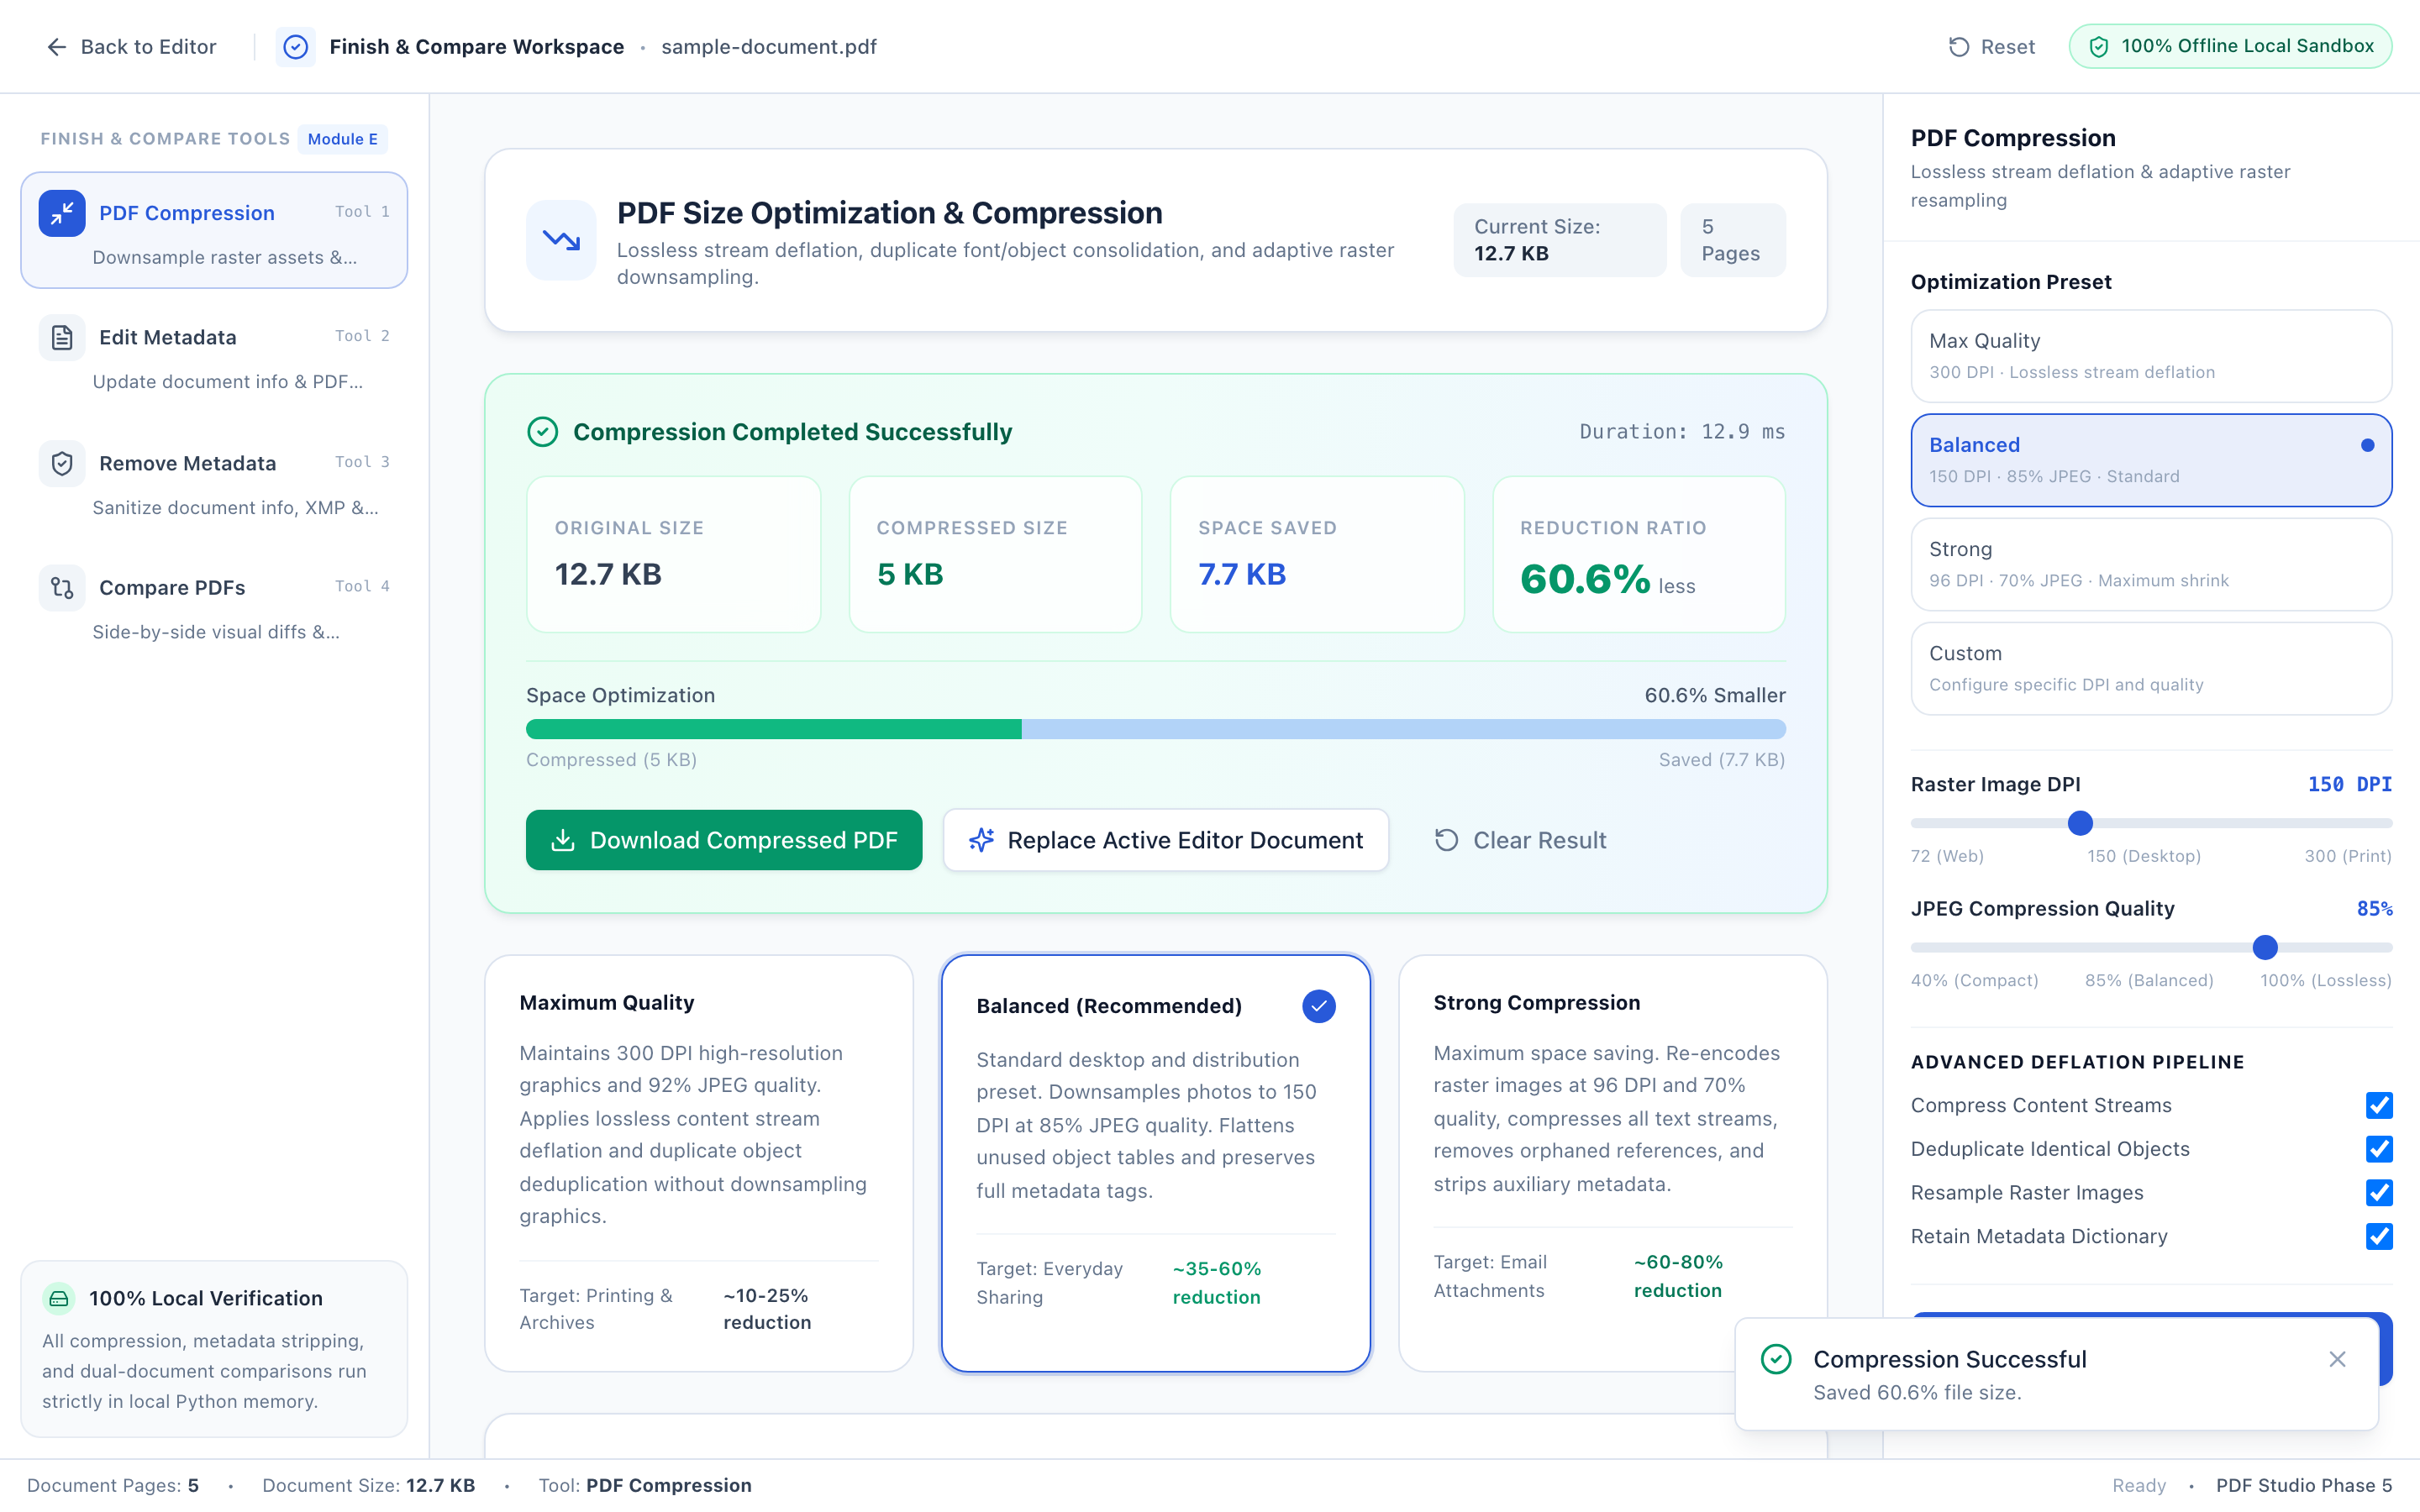 Back to Editor
Finish & Compare Workspace • sample-document.pdf
Reset
100% Offline Local Sandbox
FINISH & COMPARE TOOLS
Module E
PDF Compression
Tool 1
Downsample raster assets &...
Edit Metadata
Tool 2
Update document info & PDF...
Remove Metadata
Tool 3
Sanitize document info, XMP &...
Compare PDFs
Tool 4
Side-by-side visual diffs &...
100% Local Verification
All compression, metadata stripping,
and dual-document comparisons run
strictly in local Python memory.
PDF Size Optimization & Compression
Lossless stream deflation, duplicate font/object consolidation, and adaptive raster
downsampling.
Current Size:
12.7 KB
5
Pages
Compression Completed Successfully
Duration: 12.9 ms
ORIGINAL SIZE
12.7 KB
COMPRESSED SIZE
5 KB
SPACE SAVED
7.7 KB
REDUCTION RATIO
60.6% less
Space Optimization
60.6% Smaller
Compressed (5 KB)
Saved (7.7 KB)
Download Compressed PDF
Replace Active Editor Document
Clear Result
Maximum Quality
Maintains 300 DPI high-resolution
graphics and 92% JPEG quality.
Applies lossless content stream
deflation and duplicate object
deduplication without downsampling
graphics.
Target: Printing &
Archives
~10-25%
reduction
Balanced (Recommended)
Standard desktop and distribution
preset. Downsamples photos to 150
DPI at 85% JPEG quality. Flattens
unused object tables and preserves
full metadata tags.
Target: Everyday
Sharing
~35-60%
reduction
Strong Compression
Maximum space saving. Re-encodes
raster images at 96 DPI and 70%
quality, compresses all text streams,
removes orphaned references, and
strips auxiliary metadata.
Target: Email
Attachments
~60-80%
reduction
PDF Compression
Lossless stream deflation & adaptive raster
resampling
Optimization Preset
Max Quality
300 DPI · Lossless stream deflation
Balanced
150 DPI · 85% JPEG · Standard
Strong
96 DPI · 70% JPEG · Maximum shrink
Custom
Configure specific DPI and quality
Raster Image DPI
150 DPI
72 (Web)
150 (Desktop)
300 (Print)
JPEG Compression Quality
85%
40% (Compact)
85% (Balanced)
100% (Lossless)
ADVANCED DEFLATION PIPELINE
Compress Content Streams
Deduplicate Identical Objects
Resample Raster Images
Retain Metadata Dictionary
Compression Successful
Saved 60.6% file size.
Document Pages: 5 • Document Size: 12.7 KB • Tool: PDF Compression
Ready • PDF Studio Phase 5